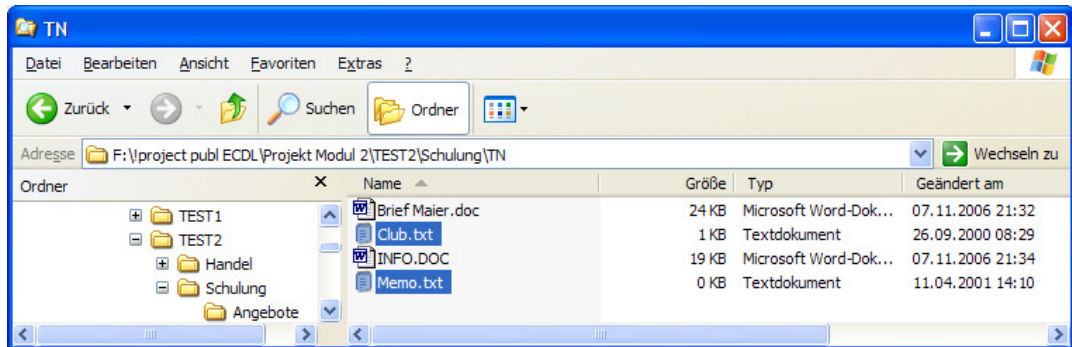 TN
Datei Bearbeiten Ansicht Favoriten Extras ?
Zurück Suchen Ordner
Adresse F:\!project publ ECDL\Projekt Modul 2\TEST2\Schulung\TN Wechseln zu
Ordner x Name Größe Typ Geändert am
TEST1 Brief Maier.doc 24 KB Microsoft Word-Dok... 07.11.2006 21:32
TEST2 Club.txt 1 KB Textdokument 26.09.2000 08:29
Handel INFO.DOC 19 KB Microsoft Word-Dok... 07.11.2006 21:34
Schulung Memo.txt 0 KB Textdokument 11.04.2001 14:10
Angebote